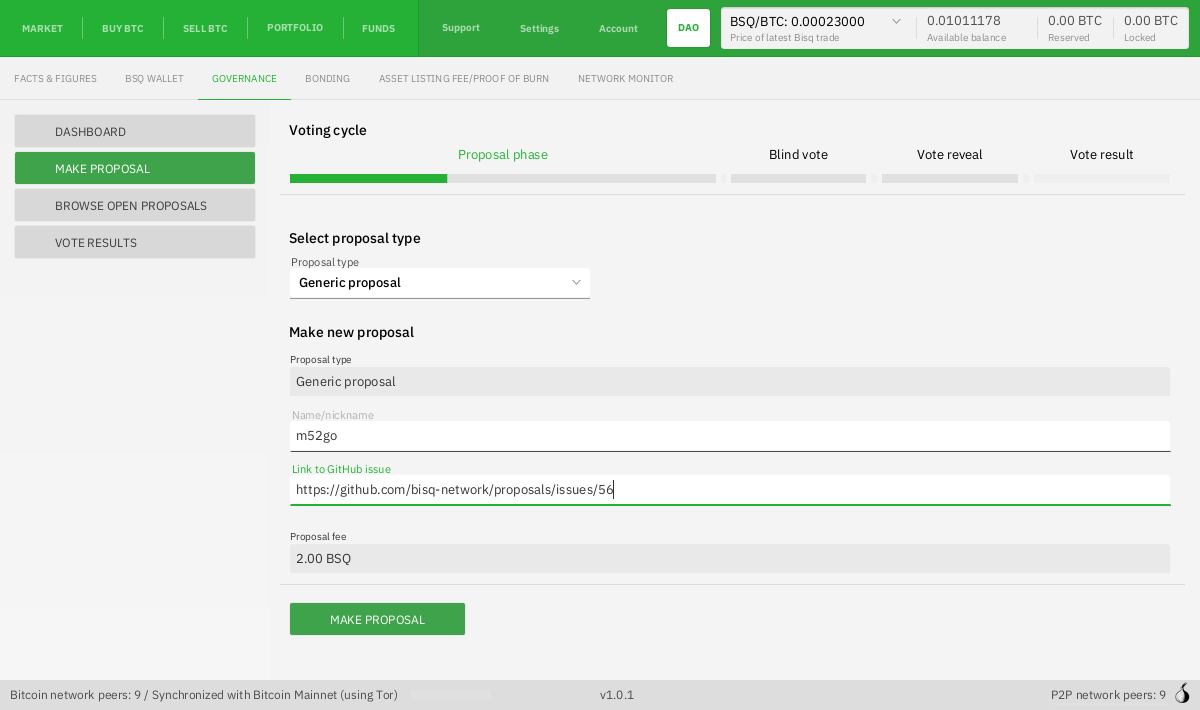 MARKET BUY BTC SELL BTC PORTFOLIO FUNDS Support Settings Account DAO BSQ/BTC: 0.00023000 0.01011178 0.00 BTC 0.00 BTC
Price of latest Bisq trade Available balance Reserved Locked
FACTS & FIGURES BSQ WALLET GOVERNANCE BONDING ASSET LISTING FEE/PROOF OF BURN NETWORK MONITOR
DASHBOARD
MAKE PROPOSAL
BROWSE OPEN PROPOSALS
VOTE RESULTS
Voting cycle
Proposal phase Blind vote Vote reveal Vote result
Select proposal type
Proposal type
Generic proposal
Make new proposal
Proposal type
Generic proposal
Name/nickname
m52go
Link to GitHub issue
https://github.com/bisq-network/proposals/issues/56
Proposal fee
2.00 BSQ
MAKE PROPOSAL
Bitcoin network peers: 9 / Synchronized with Bitcoin Mainnet (using Tor) v1.0.1 P2P network peers: 9